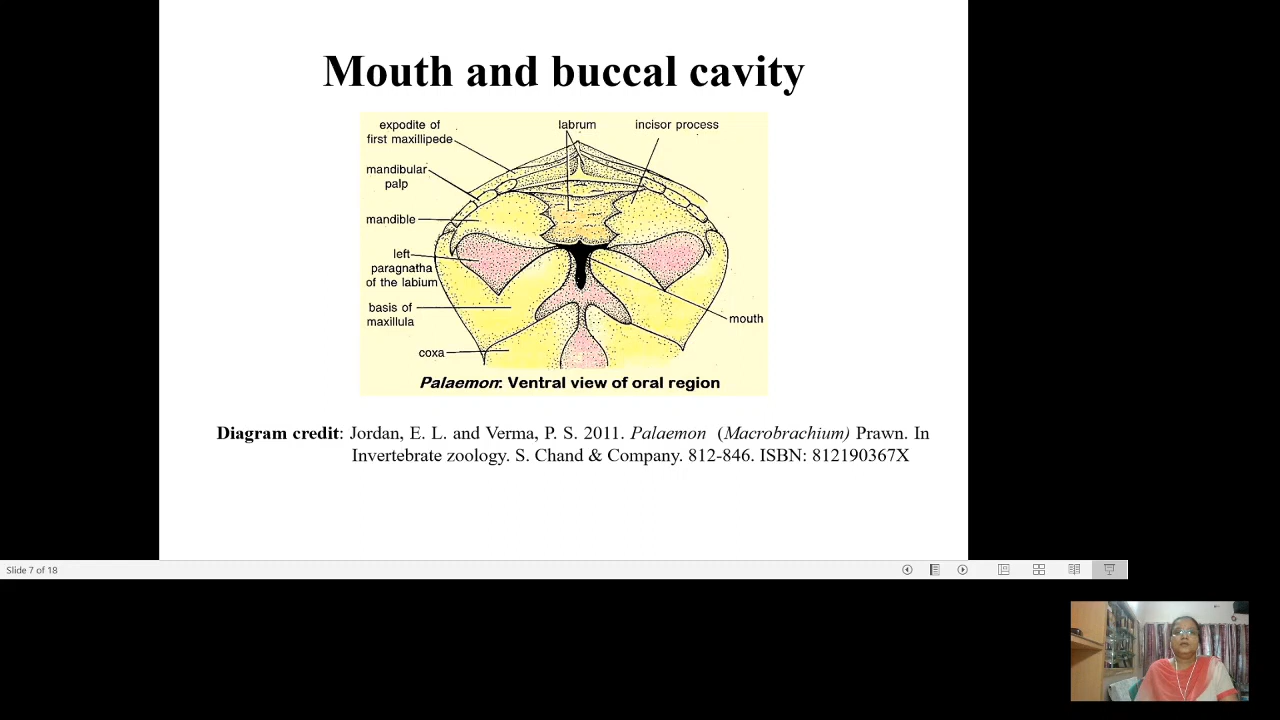 Mouth and buccal cavity
expodite of
first maxillipede
labrum
incisor process
mandibular
palp
mandible
left
paragnatha
of the labium
basis of
maxillula
mouth
coxa
Palaemon: Ventral view of oral region
Diagram credit: Jordan, E. L. and Verma, P. S. 2011. Palaemon (Macrobrachium) Prawn. In
Invertebrate zoology. S. Chand & Company. 812-846. ISBN: 812190367X
Slide 7 of 18